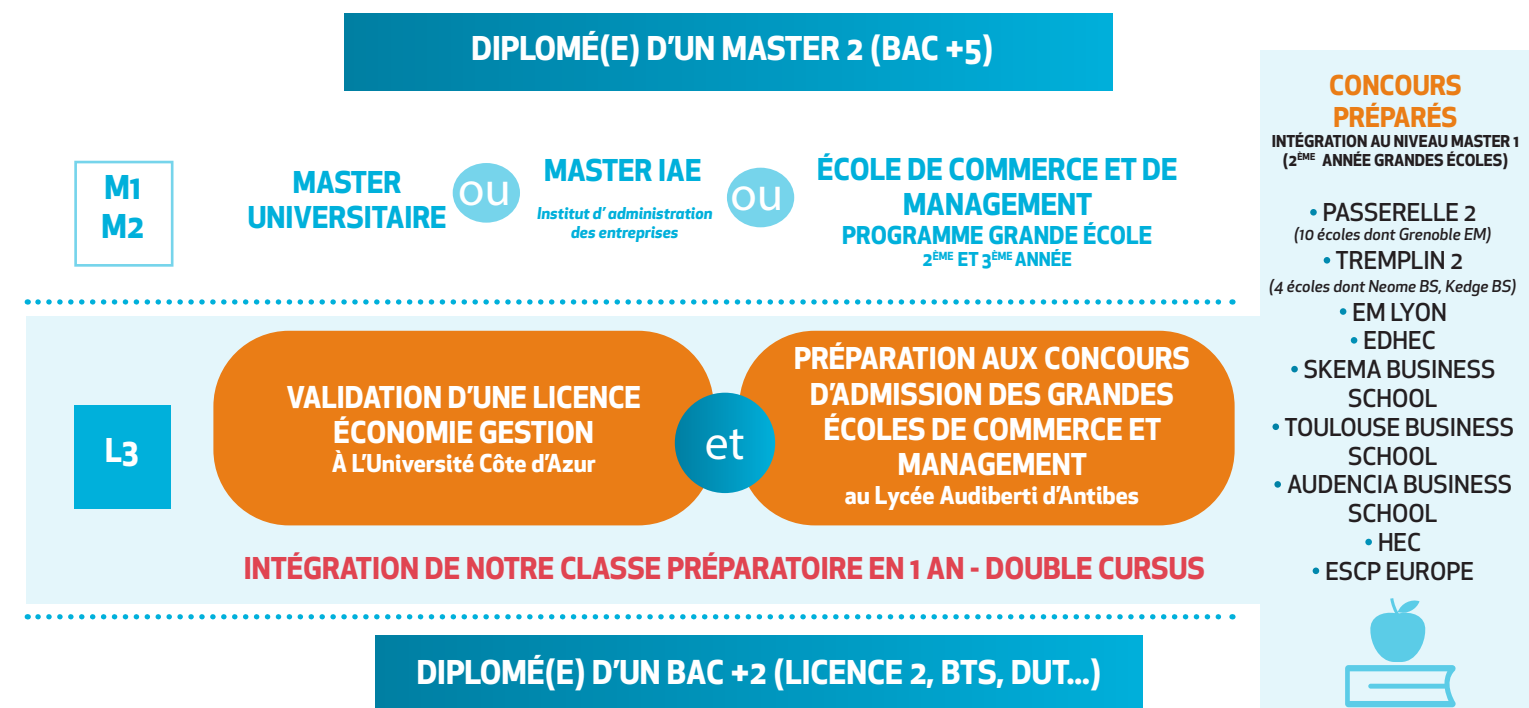 DIPLOMÉ(E) D'UN MASTER 2 (BAC +5)
M1
M2
MASTER
UNIVERSITAIRE
ou
MASTER IAE
Institut d' administration
des entreprises
ou
ÉCOLE DE COMMERCE ET DE
MANAGEMENT
PROGRAMME GRANDE ÉCOLE
2ÈME ET 3ÈME ANNÉE
L3
VALIDATION D'UNE LICENCE
ÉCONOMIE GESTION
À L'Université Côte d'Azur
et
PRÉPARATION AUX CONCOURS
D'ADMISSION DES GRANDES
ÉCOLES DE COMMERCE ET
MANAGEMENT
au Lycée Audiberti d'Antibes
INTÉGRATION DE NOTRE CLASSE PRÉPARATOIRE EN 1 AN - DOUBLE CURSUS
DIPLOMÉ(E) D'UN BAC +2 (LICENCE 2, BTS, DUT...)
CONCOURS
PRÉPARÉS
INTÉGRATION AU NIVEAU MASTER 1
(2ÈME ANNÉE GRANDES ÉCOLES)
• PASSERELLE 2
(10 écoles dont Grenoble EM)
• TREMPLIN 2
(4 écoles dont Neome BS, Kedge BS)
• EM LYON
• EDHEC
• SKEMA BUSINESS
SCHOOL
• TOULOUSE BUSINESS
SCHOOL
• AUDENCIA BUSINESS
SCHOOL
• HEC
• ESCP EUROPE